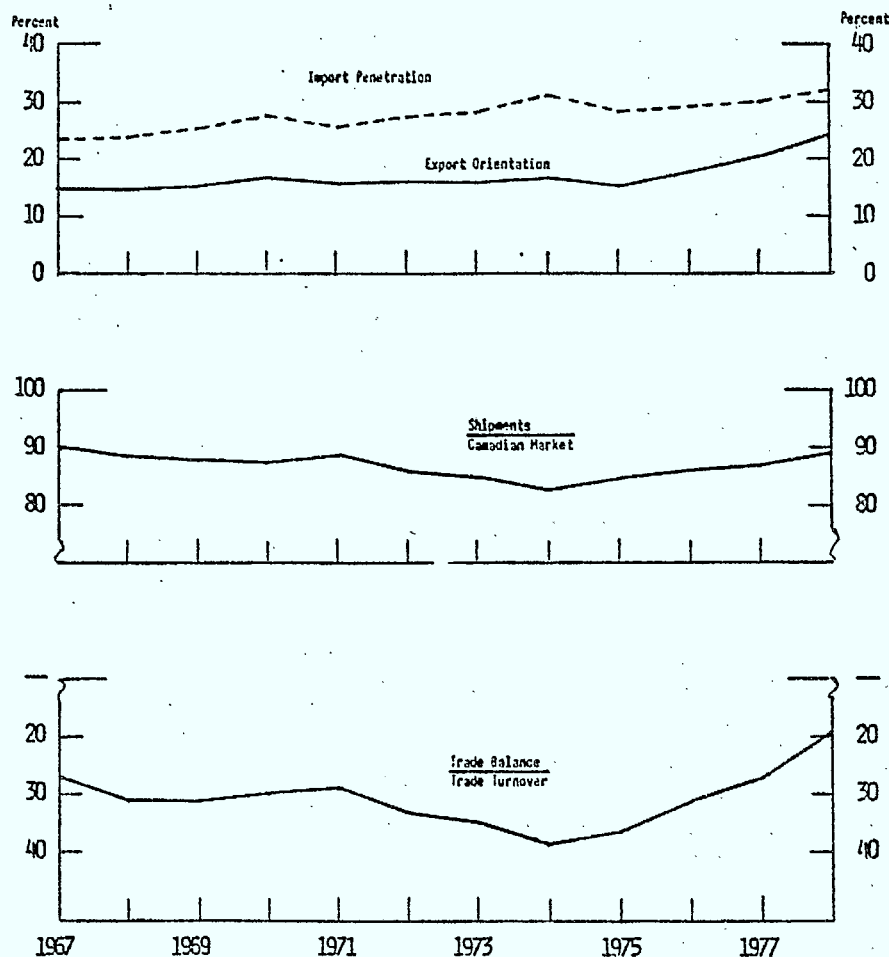 Percent Percent
40 40
Import Penetration
30 30
20 20
Export Orientation
10 10
0 0
100 100
Shipments
Canadian Market
90 90
80 80
— —
20 20
Trade Balance
Trade Turnover
30 30
40 40
1967 1969 1971 1973 1975 1977